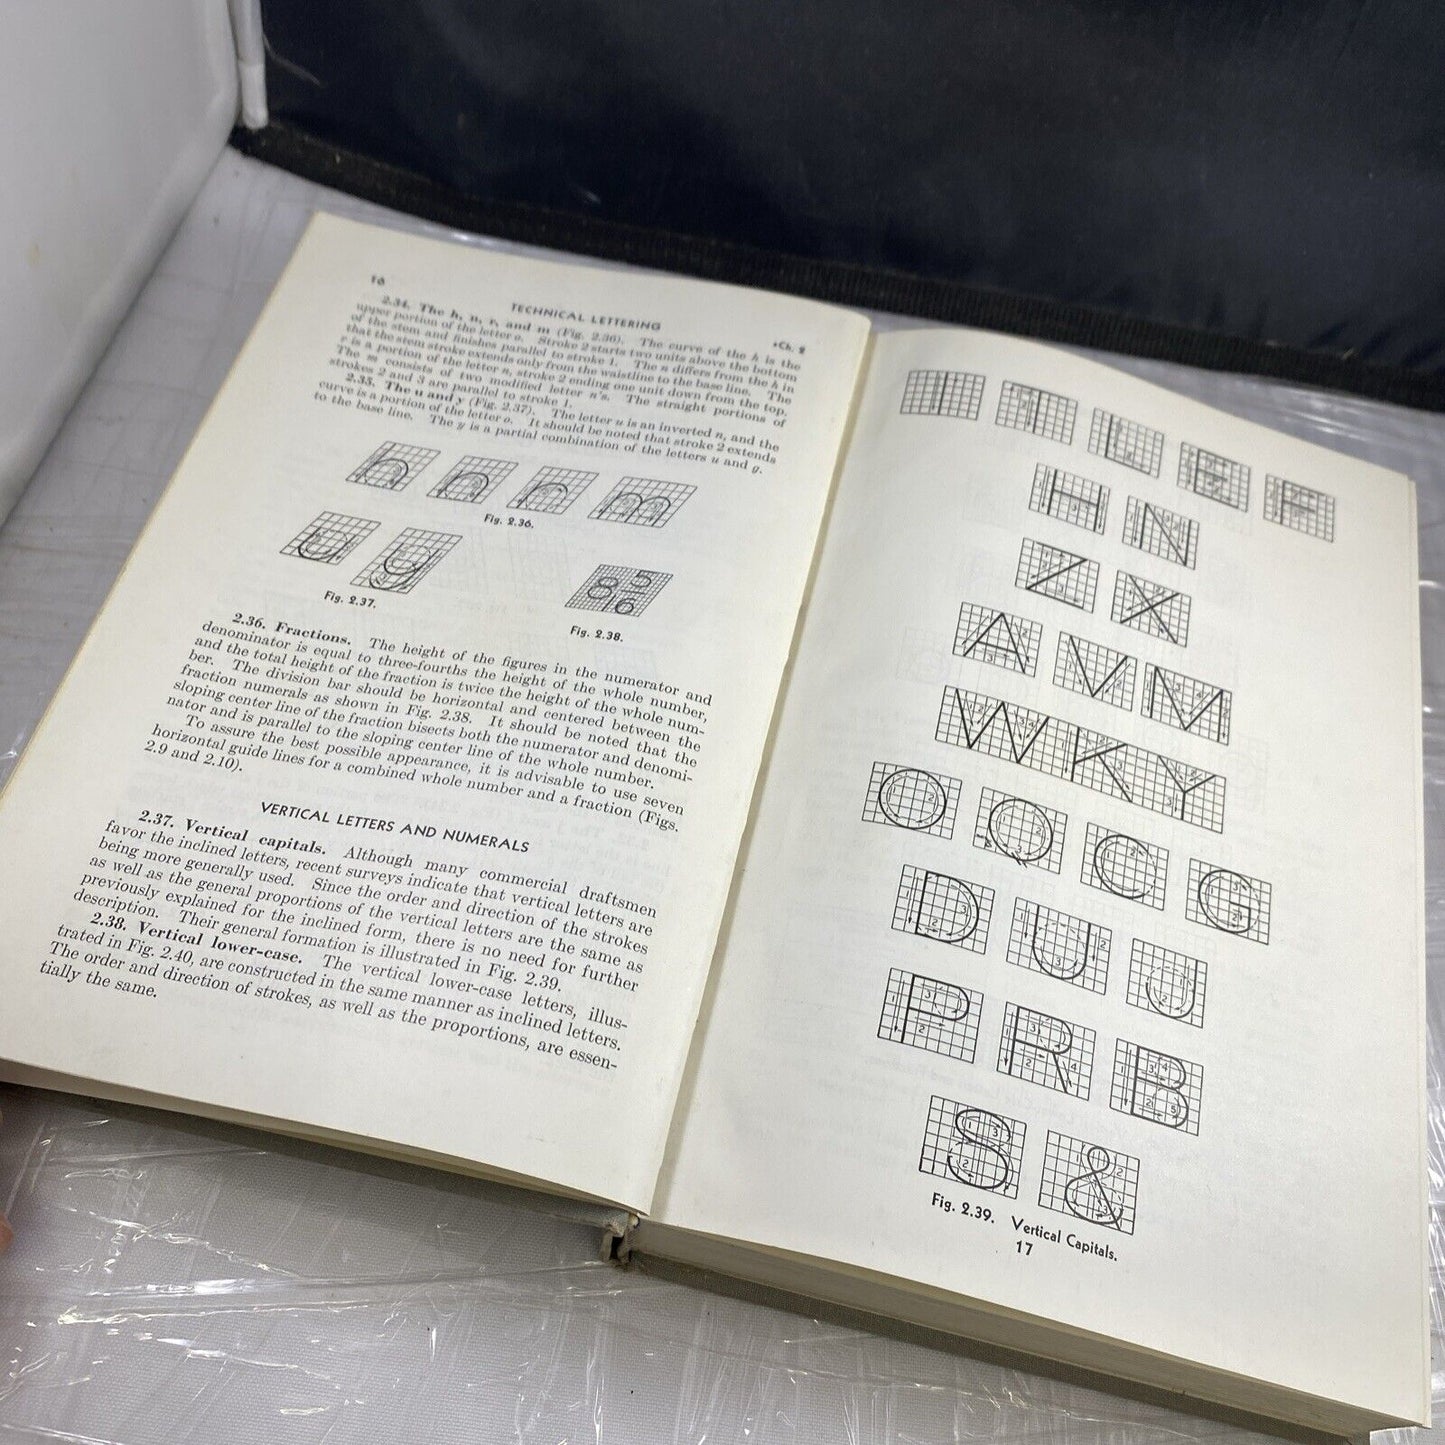 16
TECHNICAL LETTERING
•Ch. 2
2.34. The h, n, r, and m (Fig. 2.36). The curve of the h is the
upper portion of the letter o. Stroke 2 starts two units above the bottom
of the stem and finishes parallel to stroke 1. The n differs from the h in
that the stem stroke extends only from the waistline to the base line. The
r is a portion of the letter n, stroke 2 ending one unit down from the top.
The m consists of two modified letter n's. The straight portions of
strokes 2 and 3 are parallel to stroke 1.
2.35. The u and y (Fig. 2.37). The letter u is an inverted n, and the
curve is a portion of the letter o. It should be noted that stroke 2 extends
to the base line. The y is a partial combination of the letters u and g.
h n r m
Fig. 2.36.
u y
8 5 6
Fig. 2.37.
Fig. 2.38.
2.36. Fractions. The height of the figures in the numerator and
denominator is equal to three-fourths the height of the whole number,
and the total height of the fraction is twice the height of the whole num-
ber. The division bar should be horizontal and centered between the
fraction numerals as shown in Fig. 2.38. It should be noted that the
sloping center line of the fraction bisects both the numerator and denomi-
nator and is parallel to the sloping center line of the whole number.
To assure the best possible appearance, it is advisable to use seven
horizontal guide lines for a combined whole number and a fraction (Figs.
2.9 and 2.10).
VERTICAL LETTERS AND NUMERALS
2.37. Vertical capitals. Although many commercial draftsmen
favor the inclined letters, recent surveys indicate that vertical letters are
being more generally used. Since the order and direction of the strokes
as well as the general proportions of the vertical letters are the same as
previously explained for the inclined form, there is no need for further
description. Their general formation is illustrated in Fig. 2.39.
2.38. Vertical lower-case. The vertical lower-case letters, illus-
trated in Fig. 2.40, are constructed in the same manner as inclined letters.
The order and direction of strokes, as well as the proportions, are essen-
tially the same.
I T L E F
H N
Z X
A V M
W K Y
O Q C G
D U J
P R B
S &
Fig. 2.39. Vertical Capitals.
17